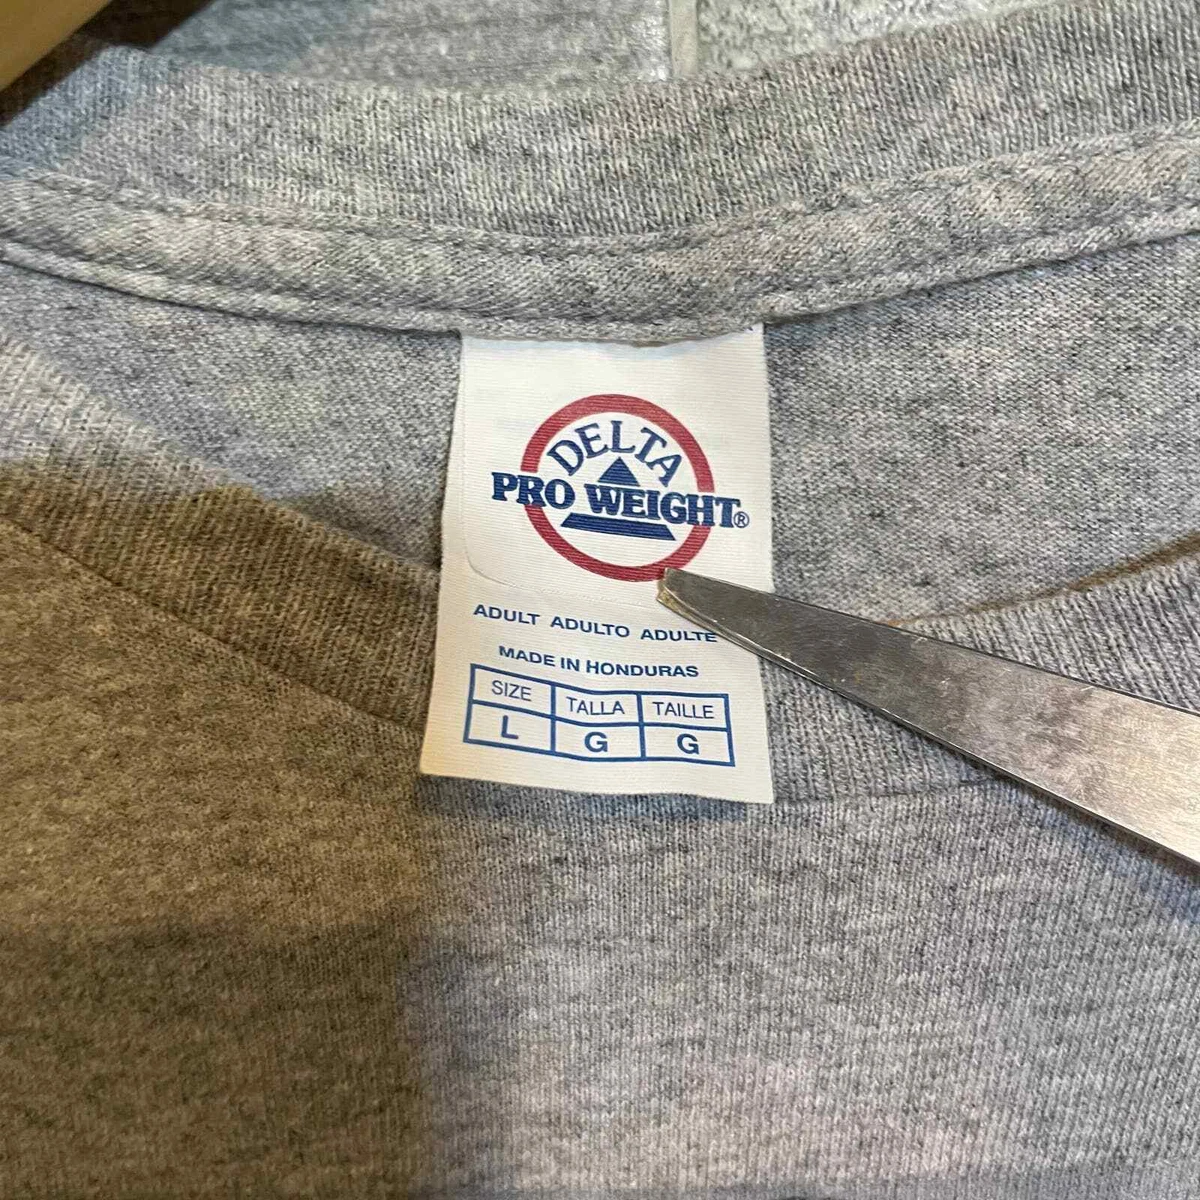 DELTA
PRO WEIGHT®
ADULT ADULTO ADULTE
MADE IN HONDURAS
SIZE TALLA TAILLE
L G G